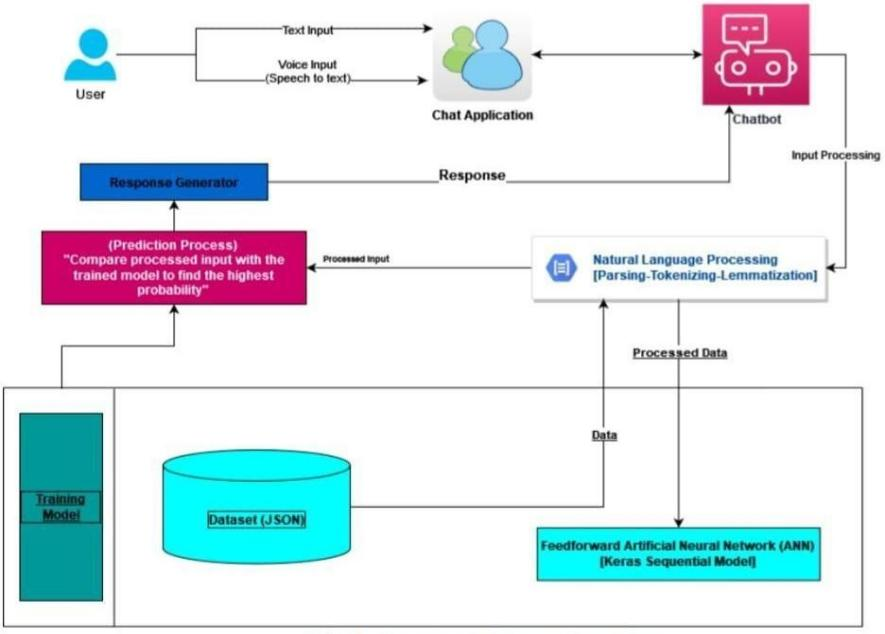 Text Input
Voice Input
(Speech to text)
User
Chat Application
Chatbot
Input Processing
Response Generator
Response
(Prediction Process)
"Compare processed input with the
trained model to find the highest
probability"
Processed Input
Natural Language Processing
[Parsing-Tokenizing-Lemmatization]
Processed Data
Data
Training
Model
Dataset (JSON)
Feedforward Artificial Neural Network (ANN)
[Keras Sequential Model]